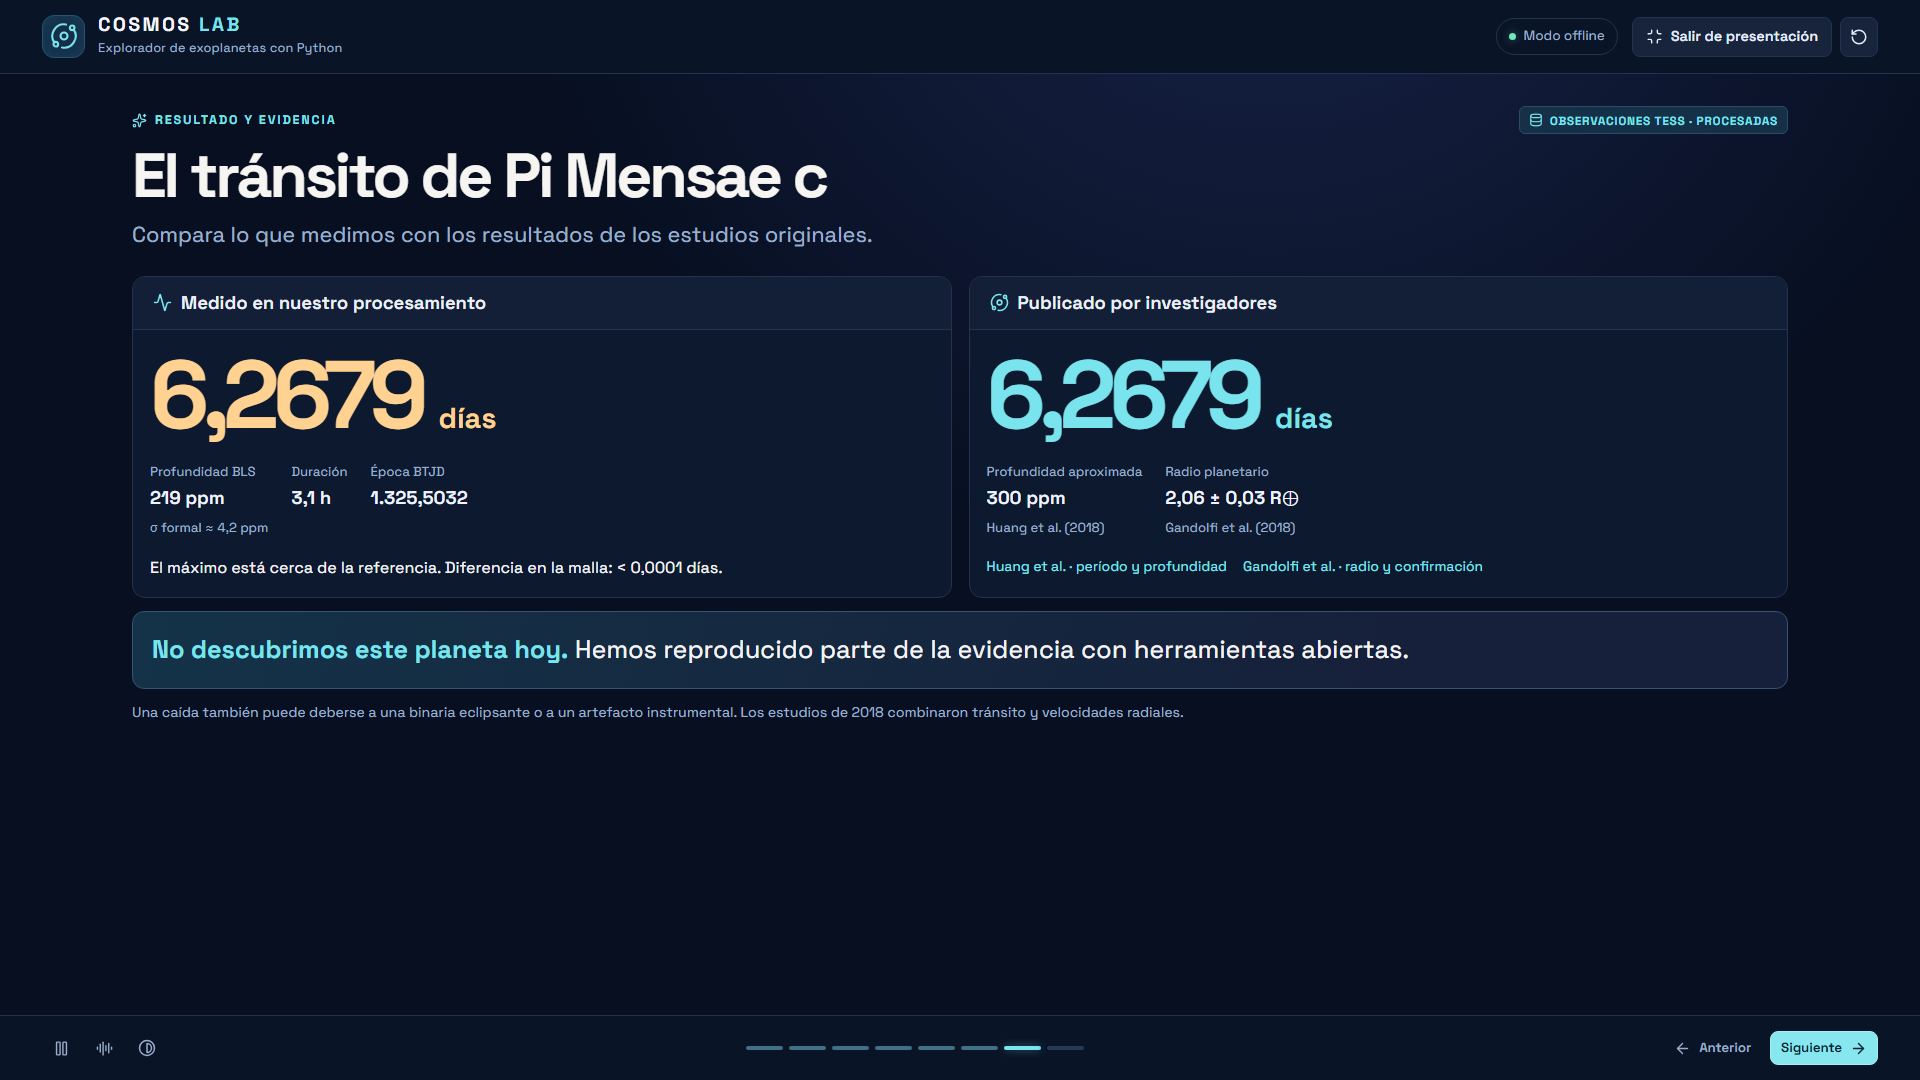 COSMOS LAB
Explorador de exoplanetas con Python
Modo offline
Salir de presentación
RESULTADO Y EVIDENCIA
OBSERVACIONES TESS · PROCESADAS
El tránsito de Pi Mensae c
Compara lo que medimos con los resultados de los estudios originales.
Medido en nuestro procesamiento
6,2679 días
Profundidad BLS
219 ppm
σ formal ≈ 4,2 ppm
Duración
3,1 h
Época BTJD
1.325,5032
El máximo está cerca de la referencia. Diferencia en la malla: < 0,0001 días.
Publicado por investigadores
6,2679 días
Profundidad aproximada
300 ppm
Huang et al. (2018)
Radio planetario
2,06 ± 0,03 R⊕
Gandolfi et al. (2018)
Huang et al. · período y profundidad
Gandolfi et al. · radio y confirmación
No descubrimos este planeta hoy. Hemos reproducido parte de la evidencia con herramientas abiertas.
Una caída también puede deberse a una binaria eclipsante o a un artefacto instrumental. Los estudios de 2018 combinaron tránsito y velocidades radiales.
Anterior
Siguiente